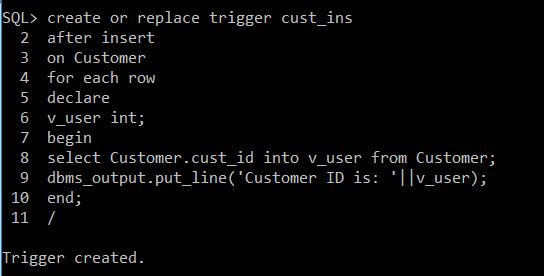 SQL> create or replace trigger cust_ins
2 after insert
3 on Customer
4 for each row
5 declare
6 v_user int;
7 begin
8 select Customer.cust_id into v_user from Customer;
9 dbms_output.put_line('Customer ID is: '||v_user);
10 end;
11 /
Trigger created.